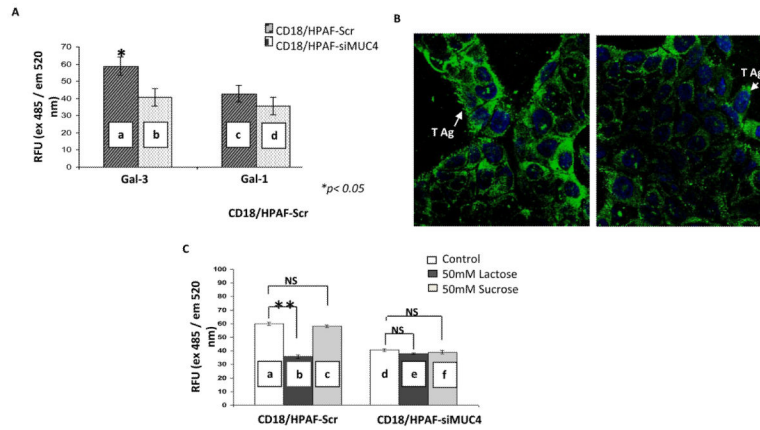 A
CD18/HPAF-Scr
CD18/HPAF-siMUC4
RFU (ex 485 / em 520
nm)
70
60
50
40
30
20
10
0
*
a
b
c
d
Gal-3
Gal-1
*p< 0.05
CD18/HPAF-Scr
B
T Ag
T Ag
C
Control
50mM Lactose
50mM Sucrose
RFU (ex 485 / em 520
nm)
100
90
80
70
60
50
40
30
20
10
0
NS
**
NS
NS
a
b
c
d
e
f
CD18/HPAF-Scr
CD18/HPAF-siMUC4